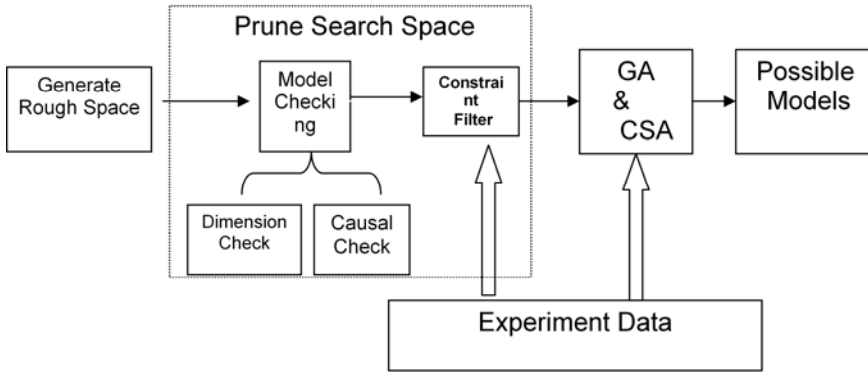 Prune Search Space
Generate
Rough Space
Model
Checki
ng
Constrai
nt
Filter
GA
&
CSA
Possible
Models
Dimension
Check
Causal
Check
Experiment Data